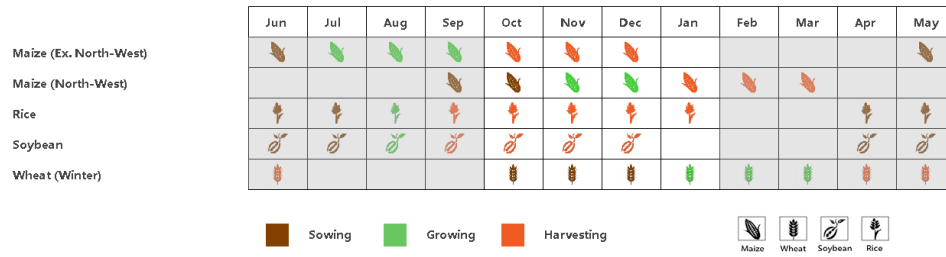 Jun Jul Aug Sep Oct Nov Dec Jan Feb Mar Apr May
Maize (Ex. North-West)
Maize (North-West)
Rice
Soybean
Wheat (Winter)
Sowing Growing Harvesting
Maize Wheat Soybean Rice